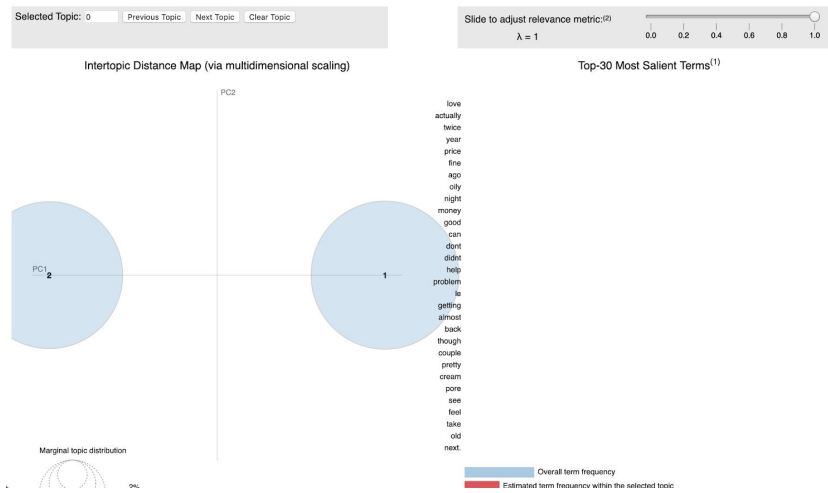 Selected Topic: 0 Previous Topic Next Topic Clear Topic
Slide to adjust relevance metric:(2)
λ = 1
0.0 0.2 0.4 0.6 0.8 1.0
Intertopic Distance Map (via multidimensional scaling)
PC2
PC1
2
1
Marginal topic distribution
2%
Top-30 Most Salient Terms(1)
love
actually
twice
year
price
fine
ago
oily
night
money
good
can
dont
didnt
help
problem
le
getting
almost
back
though
couple
pretty
cream
pore
see
feel
take
old
next.
Overall term frequency
Estimated term frequency within the selected topic